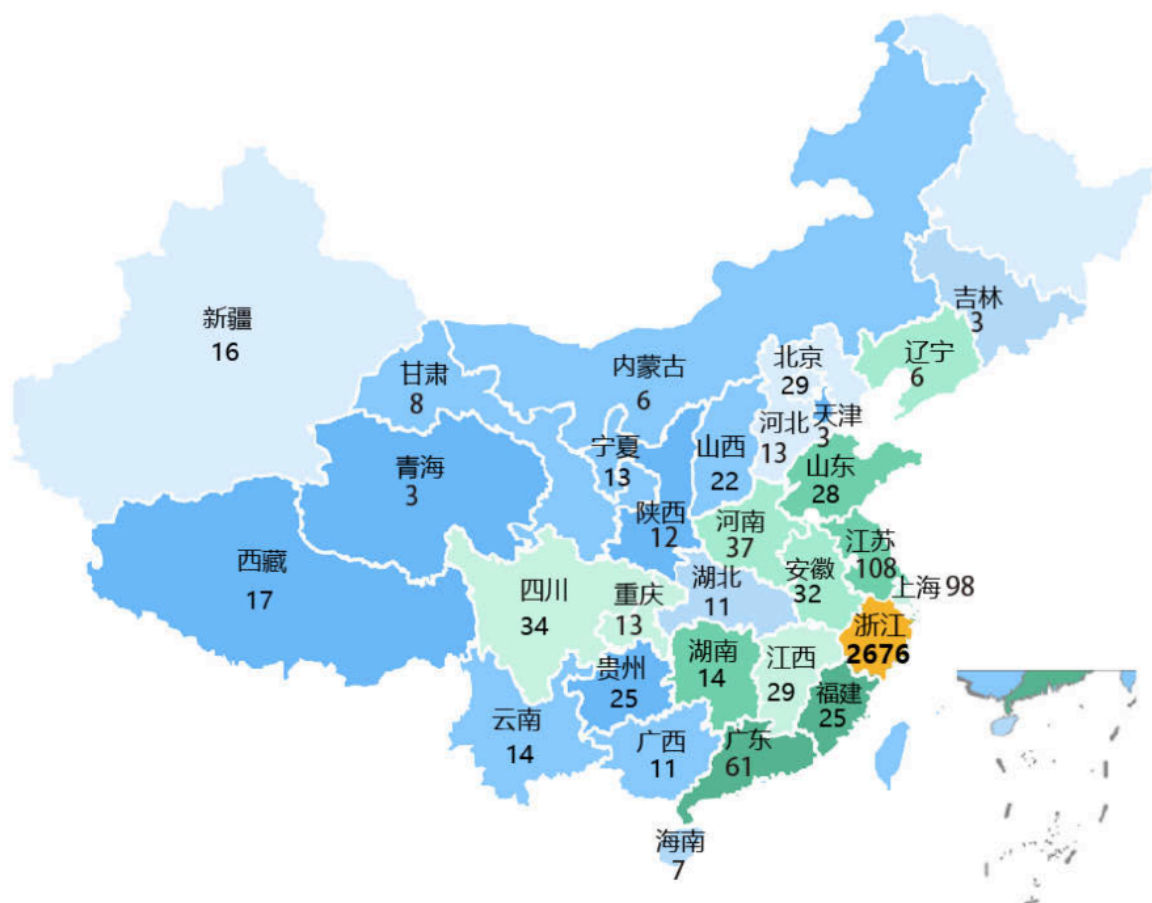 吉林
3
新疆
16
辽宁
6
北京
29
内蒙古
6
甘肃
8
天津
3
河北
13
山西
22
宁夏
13
青海
3
山东
28
陕西
12
河南
37
江苏
108
安徽
32
西藏
17
四川
34
重庆
13
湖北
11
上海 98
浙江
2676
湖南
14
江西
29
贵州
25
福建
25
云南
14
广西
11
广东
61
海南
7